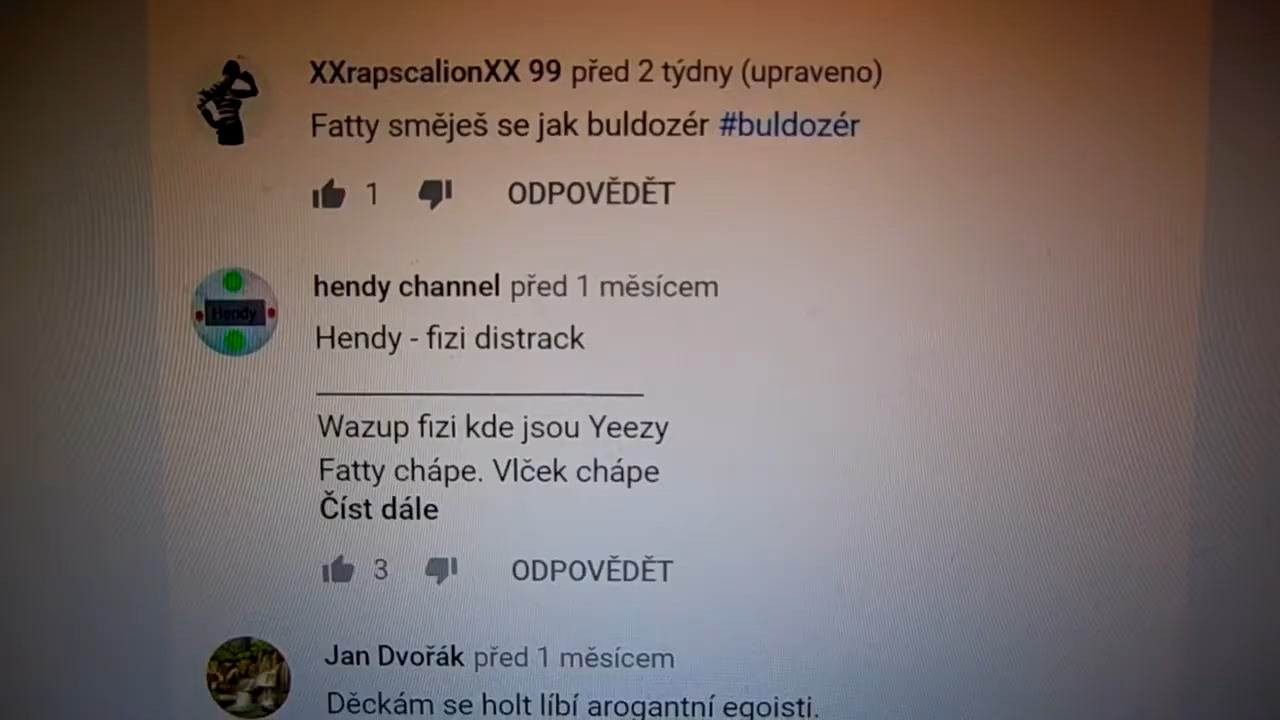 XXrapscalionXX 99 před 2 týdny (upraveno)
Fatty směješ se jak buldozér #buldozér
1 ODPOVĚDĚT
hendy channel před 1 měsícem
Hendy
Hendy - fizi distrack
Wazup fizi kde jsou Yeezy
Fatty chápe. Vlček chápe
Číst dále
3 ODPOVĚDĚT
Jan Dvořák před 1 měsícem
Děckám se holt líbí arogantní egoisti.